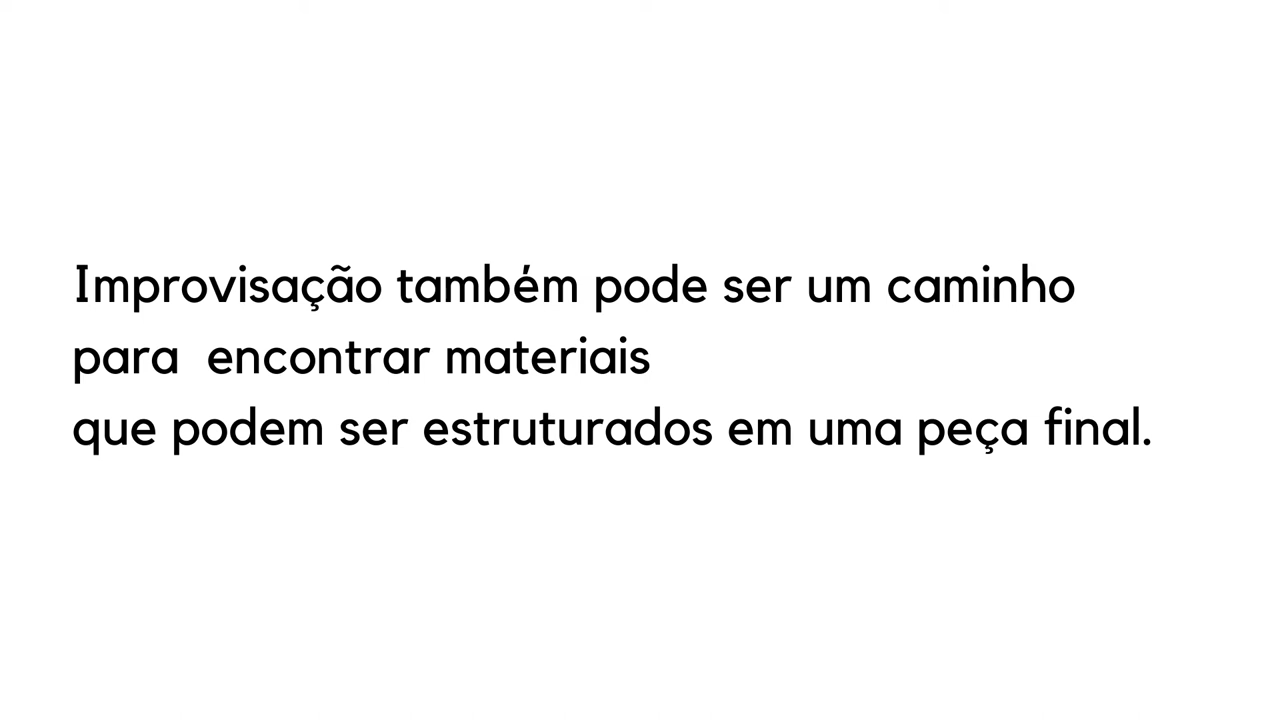 Improvisação também pode ser um caminho
para  encontrar materiais
que podem ser estruturados em uma peça final.